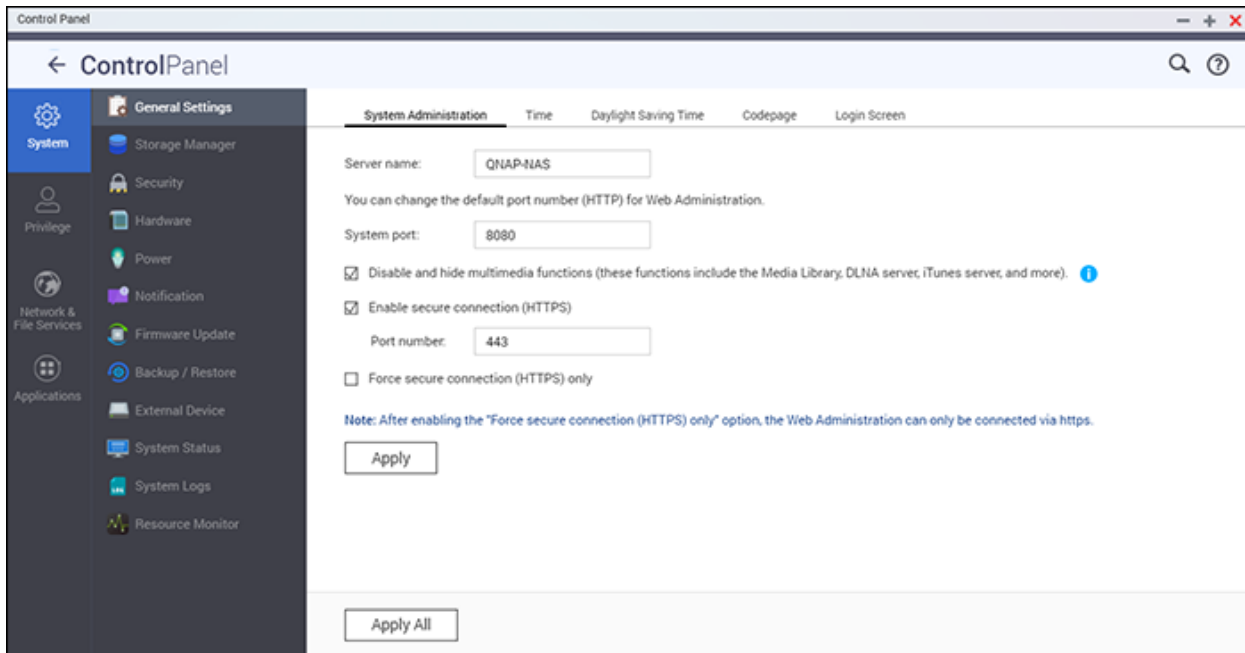 Control Panel
ControlPanel
System
Privilege
Network &
File Services
Applications
General Settings
Storage Manager
Security
Hardware
Power
Notification
Firmware Update
Backup / Restore
External Device
System Status
System Logs
Resource Monitor
System Administration Time Daylight Saving Time Codepage Login Screen
Server name: QNAP-NAS
You can change the default port number (HTTP) for Web Administration.
System port: 8080
Disable and hide multimedia functions (these functions include the Media Library, DLNA server, iTunes server, and more).
Enable secure connection (HTTPS)
Port number: 443
Force secure connection (HTTPS) only
Note: After enabling the "Force secure connection (HTTPS) only" option, the Web Administration can only be connected via https.
Apply
Apply All